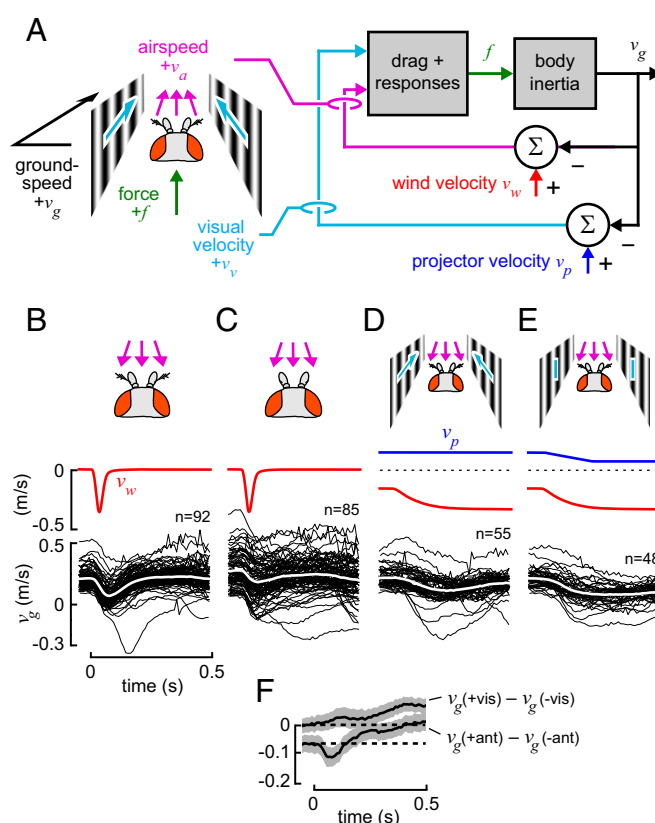 A
airspeed
+v_a
ground-
speed
+v_g
force
+f
visual
velocity
+v_v
drag +
responses
f
body
inertia
v_g
Σ
−
wind velocity v_w
+
Σ
−
projector velocity v_p
+
B
C
D
E
v_p
0
(m/s)
-0.5
v_w
n=92
n=85
n=55
n=48
0.5
v_g (m/s)
0
-0.3
0
0.5
time (s)
F
v_g(+vis) − v_g(-vis)
v_g(+ant) − v_g(-ant)
0
-0.1
-0.2
0
0.5
time (s)